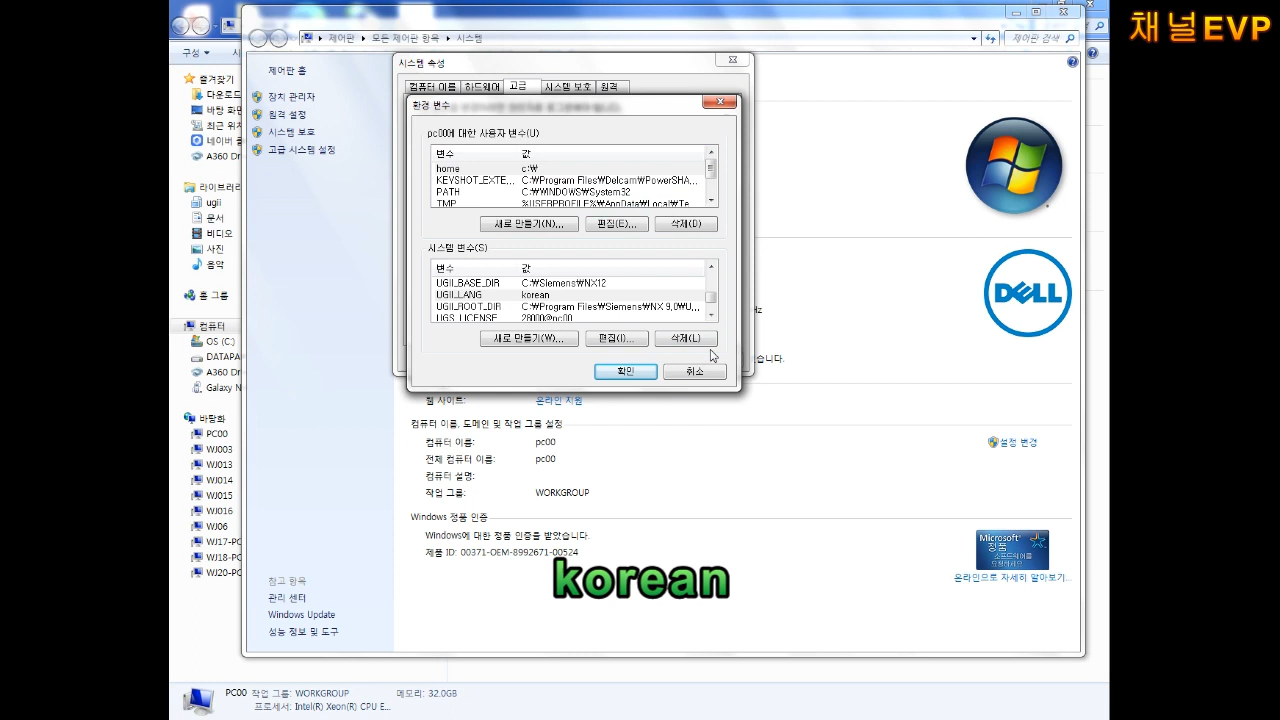 채널EVP
제어판 ▸ 모든 제어판 항목 ▸ 시스템
제어판 검색
구성
시스템 속성
제어판 홈
컴퓨터 이름 하드웨어 고급 시스템 보호 원격
즐겨찾기
다운로드
바탕 화면
최근 위치
네이버 클
A360 Dr
장치 관리자
원격 설정
시스템 보호
고급 시스템 설정
환경 변수
pc00에 대한 사용자 변수(U)
변수 값
home c:\
KEYSHOT_EXTE... C:\Program Files\Delcam\PowerSHA...
PATH C:\WINDOWS\System32
TMP %USERPROFILE%\AppData\Local\Te...
새로 만들기(N)... 편집(E)... 삭제(D)
시스템 변수(S)
변수 값
UGII_BASE_DIR C:\Siemens\NX12
UGII_LANG korean
UGII_ROOT_DIR C:\Program Files\Siemens\NX 9.0\U...
UGS_LICENSE 28000@pc00
새로 만들기(W)... 편집(I)... 삭제(L)
확인 취소
라이브러리
ugii
문서
비디오
사진
음악
홈 그룹
컴퓨터
OS (C:)
DATAPA
A360 Dr
Galaxy N
DELL
Hz
습니다.
웹 사이트: 온라인 지원
컴퓨터 이름, 도메인 및 작업 그룹 설정
컴퓨터 이름: pc00
설정 변경
전체 컴퓨터 이름: pc00
컴퓨터 설명:
작업 그룹: WORKGROUP
Windows 정품 인증
Windows에 대한 정품 인증을 받았습니다.
제품 ID: 00371-OEM-8992671-00524
Microsoft
정품
소프트웨어를
온라인으로 자세히 알아보기...
바탕화
PC00
WJ003
WJ013
WJ014
WJ015
WJ016
WJ06
WJ17-PC
WJ18-PC
WJ20-PC
참고 항목
관리 센터
Windows Update
성능 정보 및 도구
korean
PC00 작업 그룹: WORKGROUP 메모리: 32.0GB
프로세서: Intel(R) Xeon(R) CPU E...